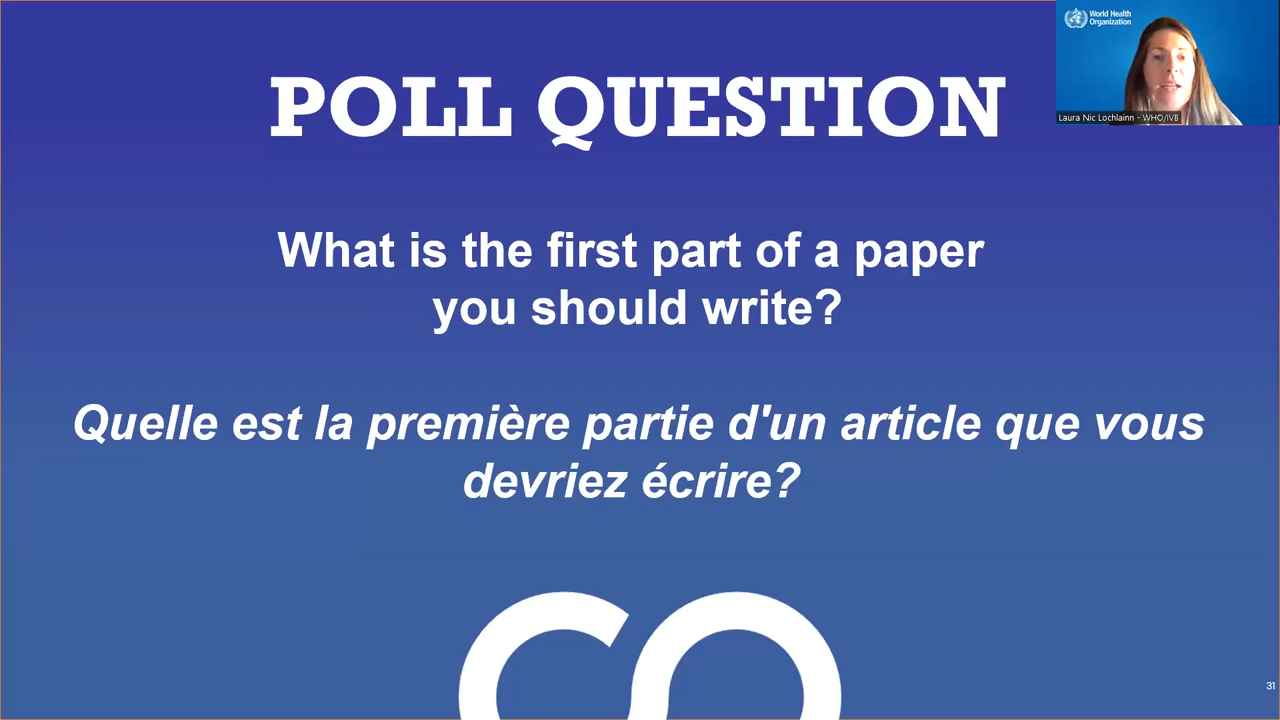 World Health
Organization
Laura Nic Lochlainn - WHO/IVB
POLL QUESTION
What is the first part of a paper
you should write?
Quelle est la première partie d'un article que vous
devriez écrire?
31